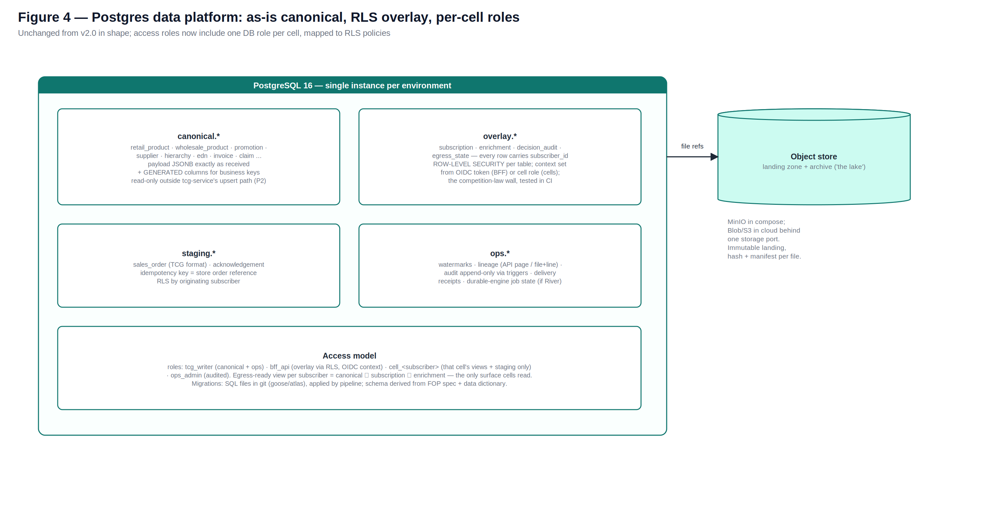 Figure 4 — Postgres data platform: as-is canonical, RLS overlay, per-cell roles
Unchanged from v2.0 in shape; access roles now include one DB role per cell, mapped to RLS policies
PostgreSQL 16 — single instance per environment
canonical.*
retail_product · wholesale_product · promotion ·
supplier · hierarchy · edn · invoice · claim ...
payload JSONB exactly as received
+ GENERATED columns for business keys
read-only outside tcg-service's upsert path (P2)
overlay.*
subscription · enrichment · decision_audit ·
egress_state — every row carries subscriber_id
ROW-LEVEL SECURITY per table; context set
from OIDC token (BFF) or cell role (cells);
the competition-law wall, tested in CI
file refs
Object store
landing zone + archive ('the lake')
MinIO in compose;
Blob/S3 in cloud behind
one storage port.
Immutable landing,
hash + manifest per file.
staging.*
sales_order (TCG format) · acknowledgement
idempotency key = store order reference
RLS by originating subscriber
ops.*
watermarks · lineage (API page / file+line) ·
audit append-only via triggers · delivery
receipts · durable-engine job state (if River)
Access model
roles: tcg_writer (canonical + ops) · bff_api (overlay via RLS, OIDC context) · cell_<subscriber> (that cell's views + staging only)
· ops_admin (audited). Egress-ready view per subscriber = canonical □ subscription □ enrichment — the only surface cells read.
Migrations: SQL files in git (goose/atlas), applied by pipeline; schema derived from FOP spec + data dictionary.